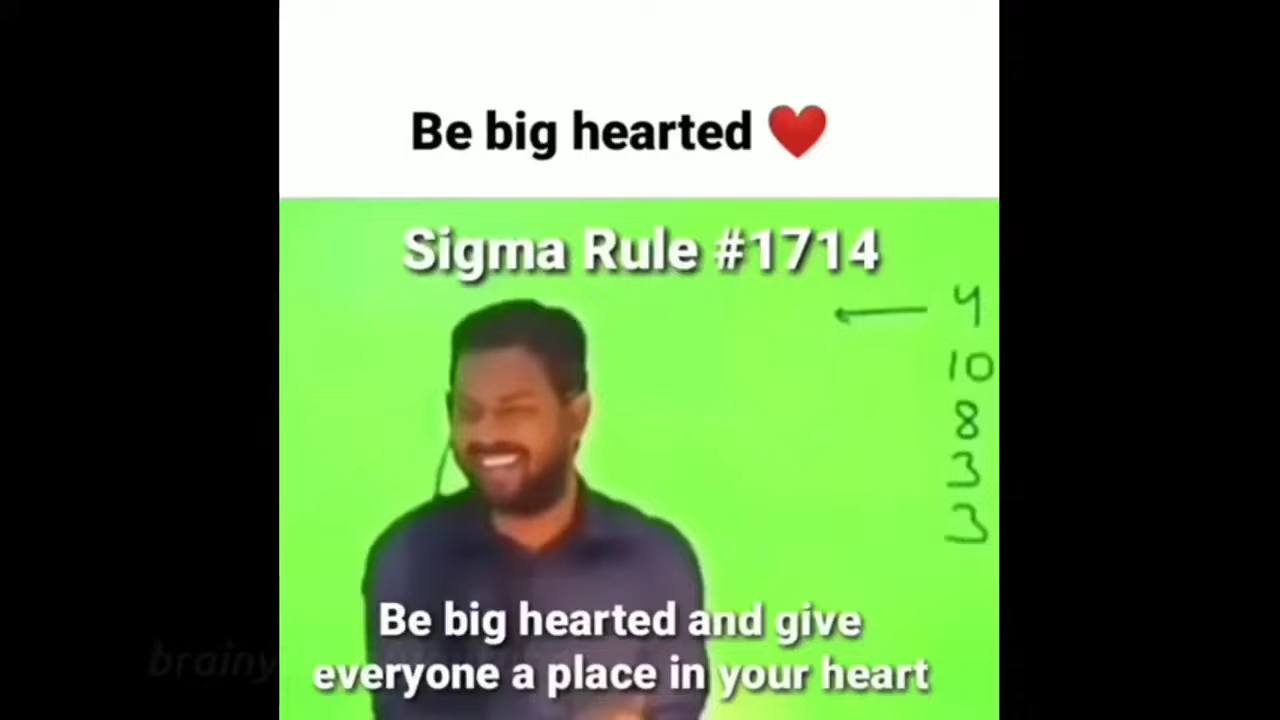 Be big hearted ❤️
Sigma Rule #1714
4
10
8
3
3
Be big hearted and give
everyone a place in your heart
brainy